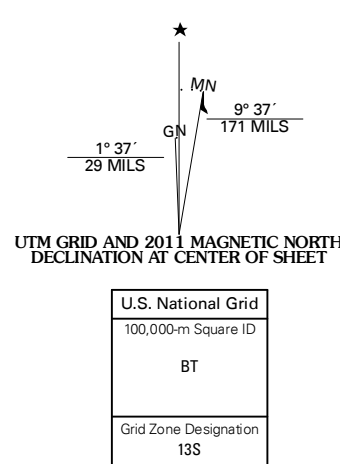 ★
MN
GN
9° 37´
171 MILS
1° 37´
29 MILS
UTM GRID AND 2011 MAGNETIC NORTH
DECLINATION AT CENTER OF SHEET
U.S. National Grid
100,000-m Square ID
BT
Grid Zone Designation
13S